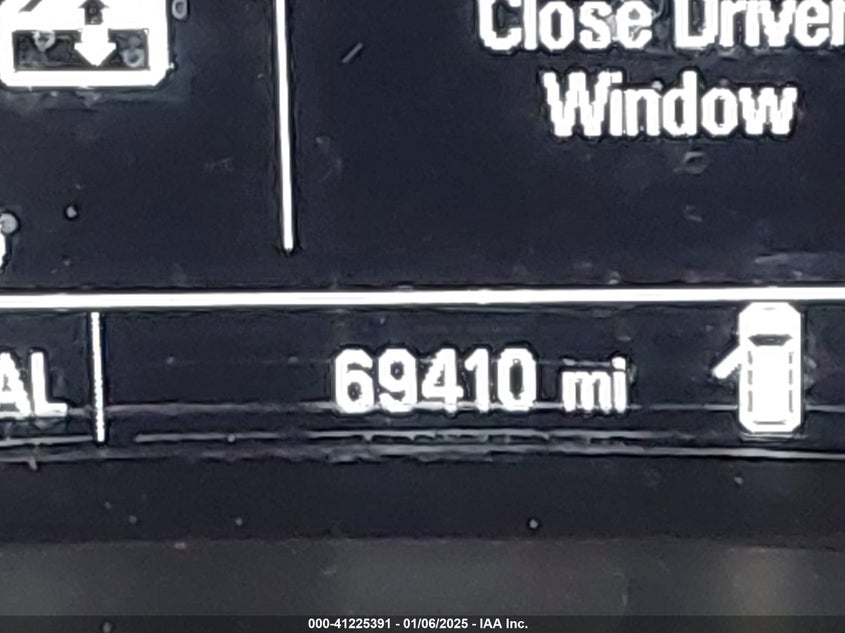 Close Driver
Window
AL
69410 mi
000-41225391 - 01/06/2025 - IAA Inc.